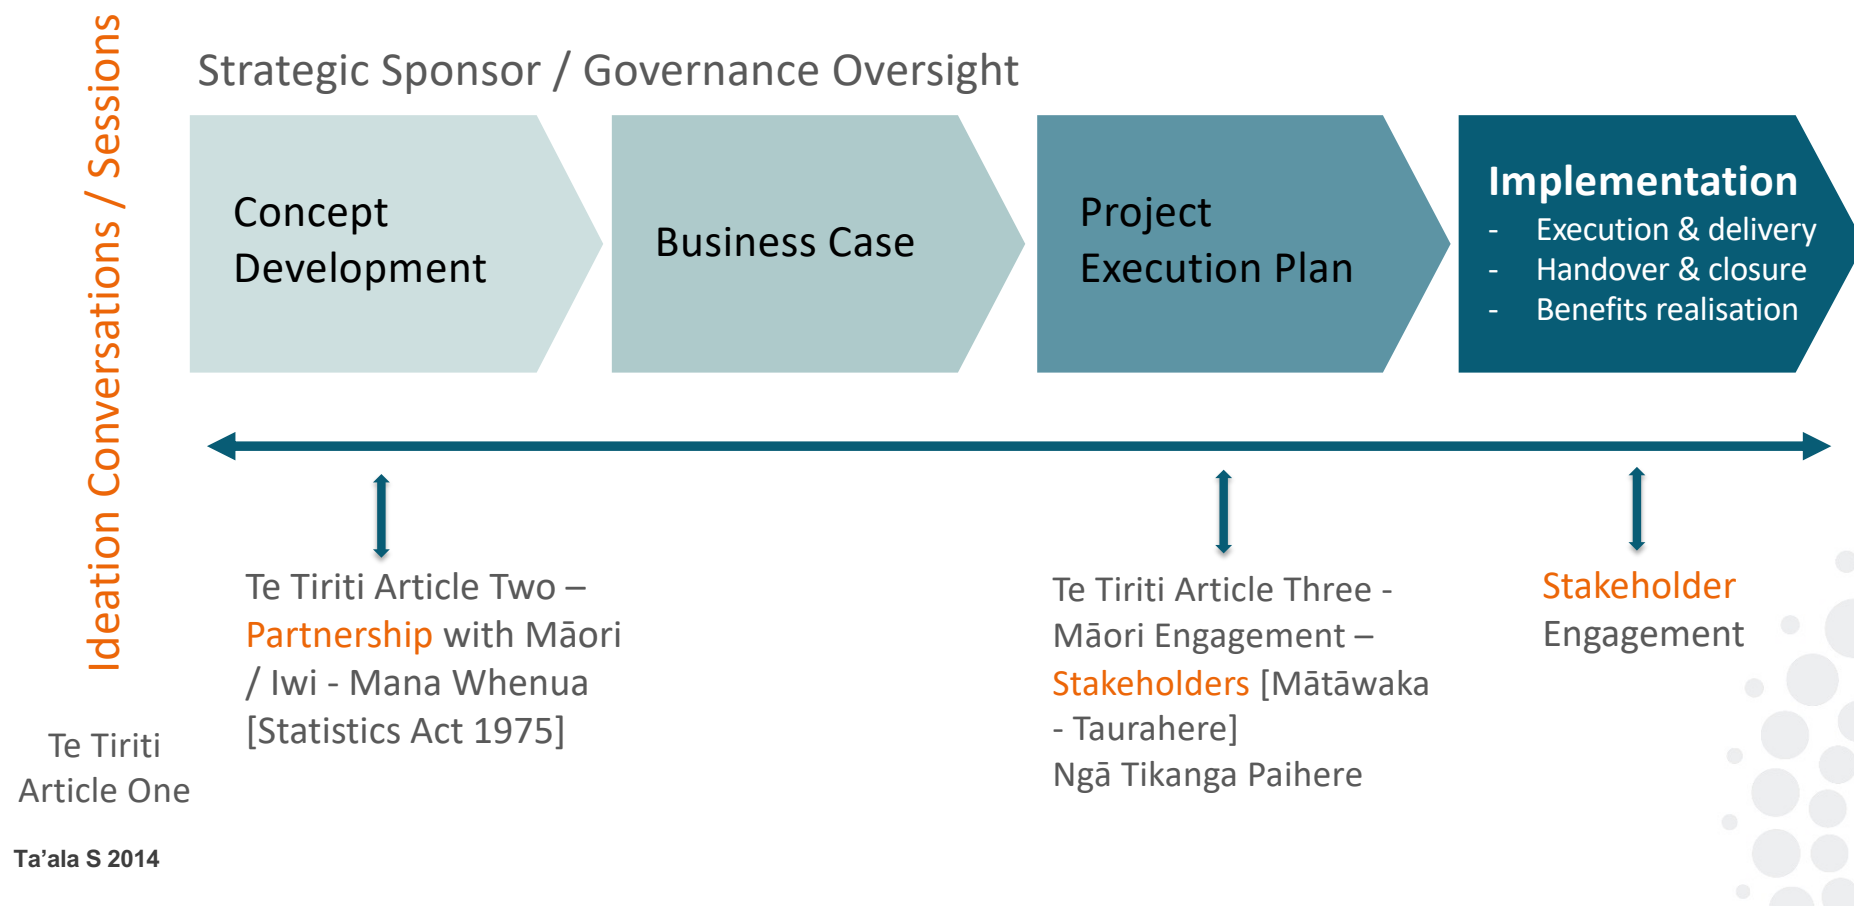 Ideation Conversations / Sessions
Strategic Sponsor / Governance Oversight
Concept
Development
Business Case
Project
Execution Plan
Implementation
- Execution & delivery
- Handover & closure
- Benefits realisation
Te Tiriti Article Two –
Partnership with Māori
/ Iwi - Mana Whenua
[Statistics Act 1975]
Te Tiriti Article Three -
Māori Engagement –
Stakeholders [Mātāwaka
- Taurahere]
Ngā Tikanga Paihere
Stakeholder
Engagement
Te Tiriti
Article One
Ta’ala S 2014